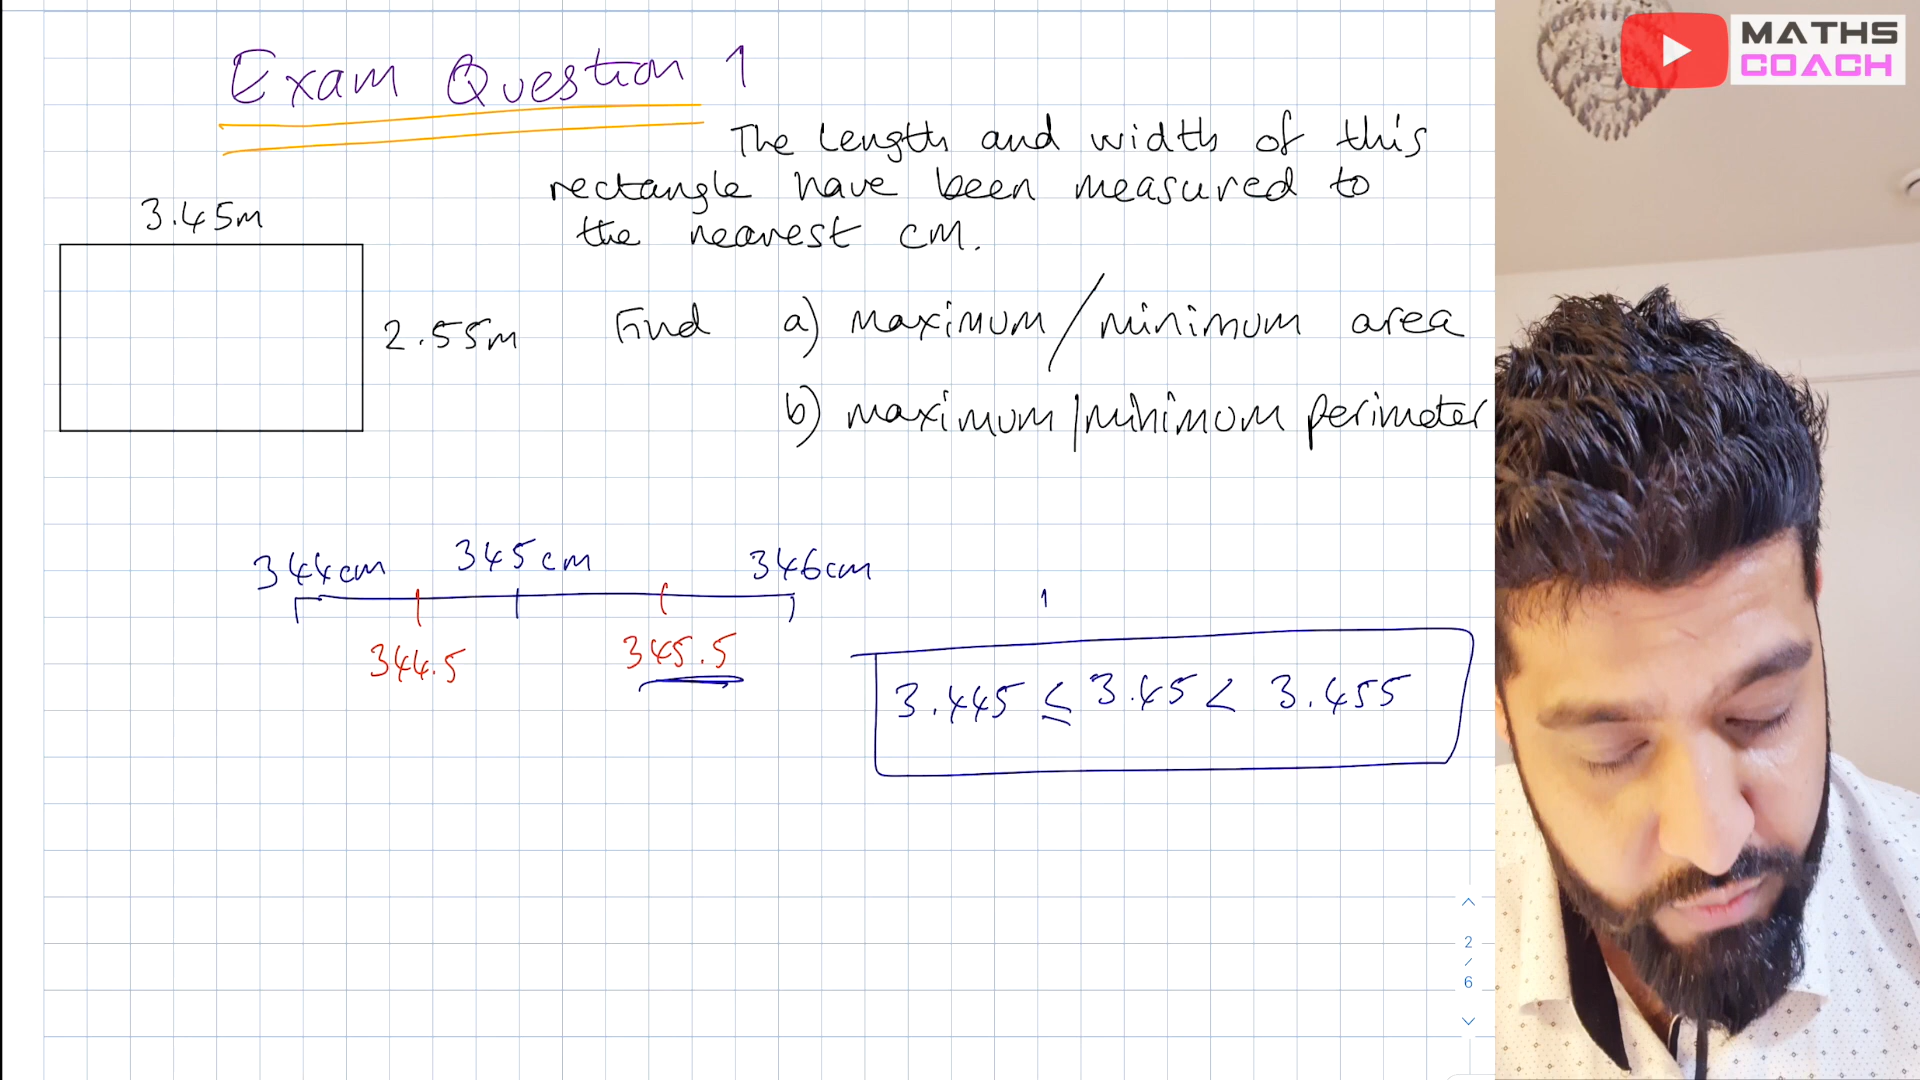 Exam Question 1
The length and width of this
rectangle have been measured to
the nearest cm.
3.45m
2.55m
Find a) maximum/minimum area
b) maximum/minimum perimeter
344cm 345cm 346cm
344.5 345.5
1
3.445 ≤ 3.45 < 3.455
MATHS
COACH
2
/
6